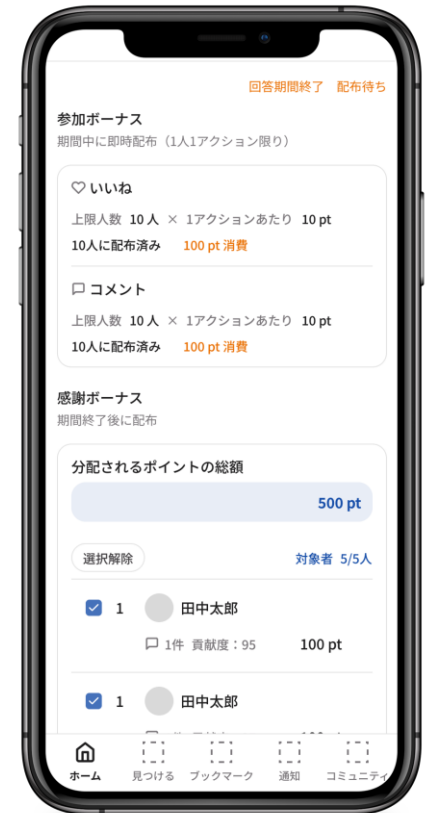 回答期間終了 配布待ち
参加ボーナス
期間中に即時配布（1人1アクション限り）
いいね
上限人数 10 人 × 1アクションあたり 10 pt
10人に配布済み 100 pt 消費
コメント
上限人数 10 人 × 1アクションあたり 10 pt
10人に配布済み 100 pt 消費
感謝ボーナス
期間終了後に配布
分配されるポイントの総額
500 pt
選択解除 対象者 5/5人
1 田中太郎
1件 貢献度：95 100 pt
1 田中太郎
ホーム 見つける ブックマーク 通知 コミュニティ